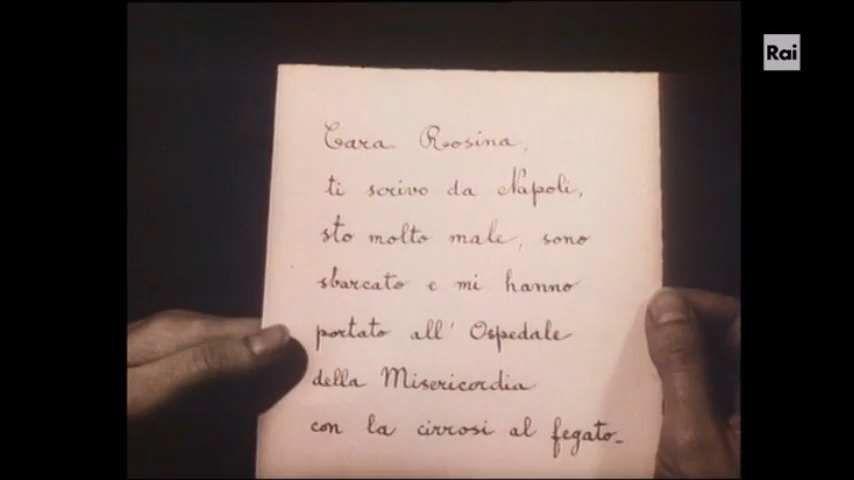 Rai
Cara Rosina,
ti scrivo da Napoli,
sto molto male, sono
sbarcato e mi hanno
portato all' Ospedale
della Misericordia
con la cirrosi al fegato_